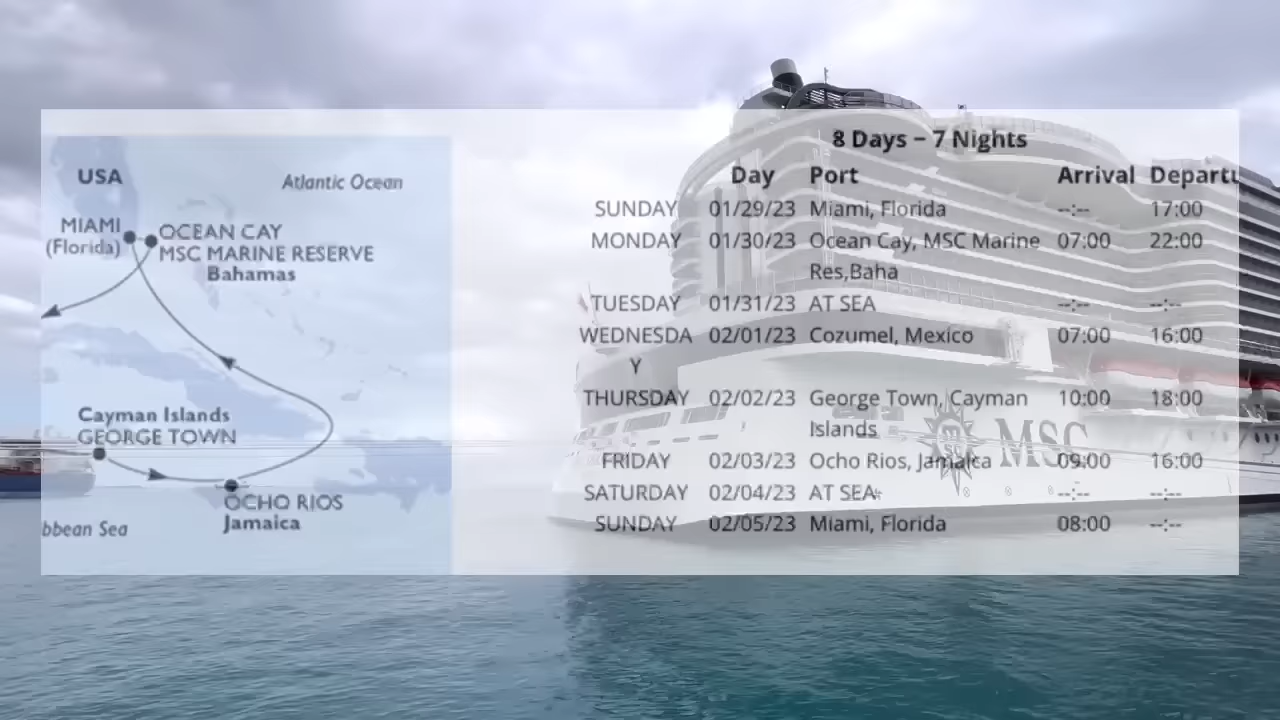 USA
Atlantic Ocean
MIAMI
(Florida)
OCEAN CAY
MSC MARINE RESERVE
Bahamas
Cayman Islands
GEORGE TOWN
OCHO RIOS
Jamaica
bbean Sea
8 Days – 7 Nights
Day Port Arrival Departu
SUNDAY 01/29/23 Miami, Florida --:-- 17:00
MONDAY 01/30/23 Ocean Cay, MSC Marine 07:00 22:00
Res,Baha
TUESDAY 01/31/23 AT SEA --:-- --:--
WEDNESDA 02/01/23 Cozumel, Mexico 07:00 16:00
Y
THURSDAY 02/02/23 George Town, Cayman 10:00 18:00
Islands
FRIDAY 02/03/23 Ocho Rios, Jamaica 09:00 16:00
SATURDAY 02/04/23 AT SEA --:-- --:--
SUNDAY 02/05/23 Miami, Florida 08:00 --:--
MSC